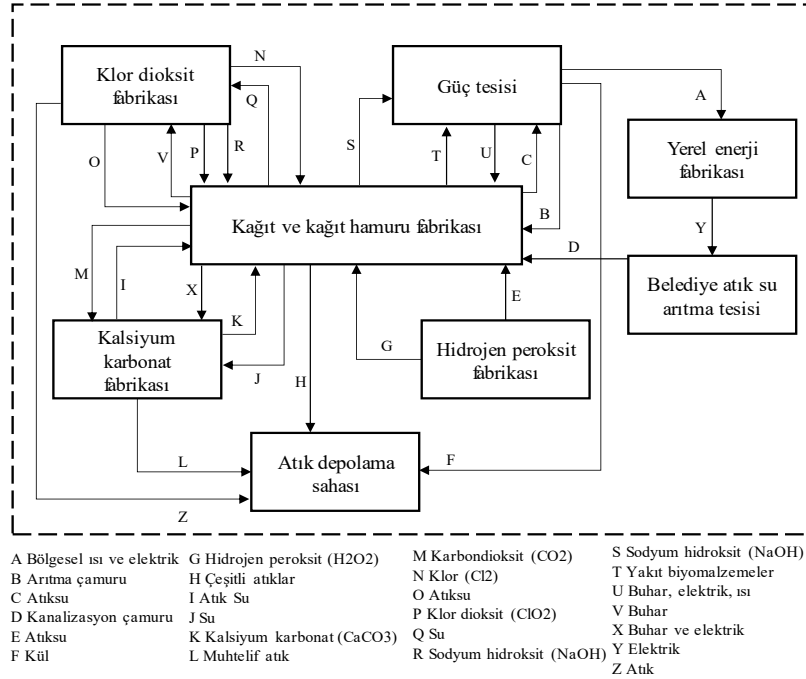 Klor dioksit
fabrikası
N
Q
Güç tesisi
A
Yerel enerji
fabrikası
O
V
P
R
S
T
U
C
B
Kağıt ve kağıt hamuru fabrikası
Y
D
Belediye atık su
arıtma tesisi
M
I
X
K
J
H
G
E
Kalsiyum
karbonat
fabrikası
Hidrojen peroksit
fabrikası
L
Atık depolama
sahası
F
Z
A Bölgesel ısı ve elektrik
B Arıtma çamuru
C Atıksu
D Kanalizasyon çamuru
E Atıksu
F Kül
G Hidrojen peroksit (H2O2)
H Çeşitli atıklar
I Atık Su
J Su
K Kalsiyum karbonat (CaCO3)
L Muhtelif atık
M Karbondioksit (CO2)
N Klor (Cl2)
O Atıksu
P Klor dioksit (ClO2)
Q Su
R Sodyum hidroksit (NaOH)
S Sodyum hidroksit (NaOH)
T Yakıt biyomalzemeler
U Buhar, elektrik, ısı
V Buhar
X Buhar ve elektrik
Y Elektrik
Z Atık